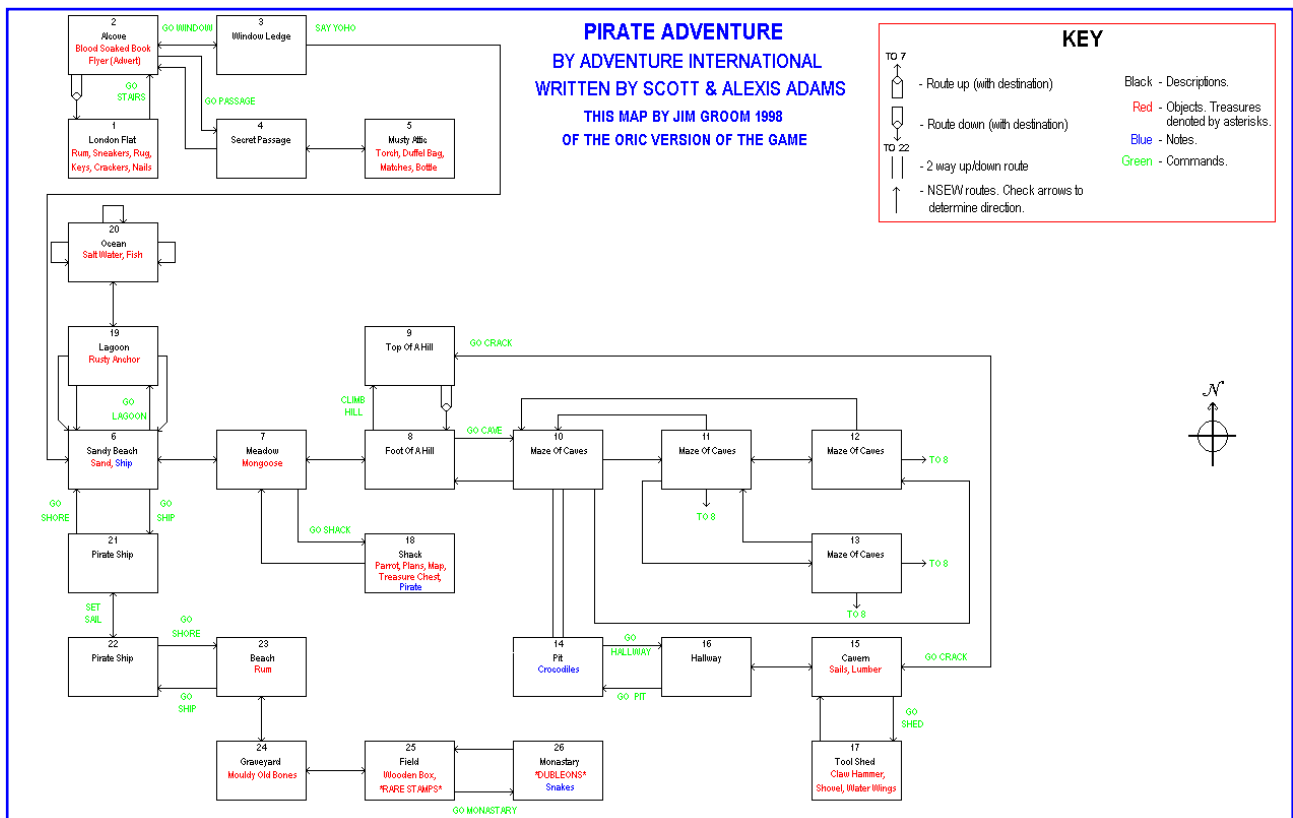 PIRATE ADVENTURE
BY ADVENTURE INTERNATIONAL
WRITTEN BY SCOTT & ALEXIS ADAMS
THIS MAP BY JIM GROOM 1998
OF THE ORIC VERSION OF THE GAME
KEY
TO 7
- Route up (with destination)
- Route down (with destination)
TO 22
- 2 way up/down route
- NSEW routes. Check arrows to
determine direction.
Black - Descriptions.
Red - Objects. Treasures
denoted by asterisks.
Blue - Notes.
Green - Commands.
2
Alcove
Blood Soaked Book
Flyer (Advert)
GO WINDOW
3
Window Ledge
SAY YOHO
GO
STAIRS
GO PASSAGE
1
London Flat
Rum, Sneakers, Rug,
Keys, Crackers, Nails
4
Secret Passage
5
Musty Attic
Torch, Duffel Bag,
Matches, Bottle
20
Ocean
Salt Water, Fish
19
Lagoon
Rusty Anchor
GO
LAGOON
9
Top Of A Hill
GO CRACK
CLIMB
HILL
6
Sandy Beach
Sand, Ship
7
Meadow
Mongoose
8
Foot Of A Hill
GO CAVE
10
Maze Of Caves
11
Maze Of Caves
12
Maze Of Caves
TO 8
TO 8
GO
SHORE
GO
SHIP
GO SHACK
21
Pirate Ship
18
Shack
Parrot, Plans, Map,
Treasure Chest,
Pirate
13
Maze Of Caves
TO 8
TO 8
SET
SAIL
GO
SHORE
22
Pirate Ship
23
Beach
Rum
GO
SHIP
14
Pit
Crocodiles
GO
HALLWAY
GO PIT
16
Hallway
15
Cavern
Sails, Lumber
GO CRACK
GO
SHED
24
Graveyard
Mouldy Old Bones
25
Field
Wooden Box,
*RARE STAMPS*
26
Monastary
*DUBLEONS*
Snakes
GO MONASTARY
17
Tool Shed
Claw Hammer,
Shovel, Water Wings
N